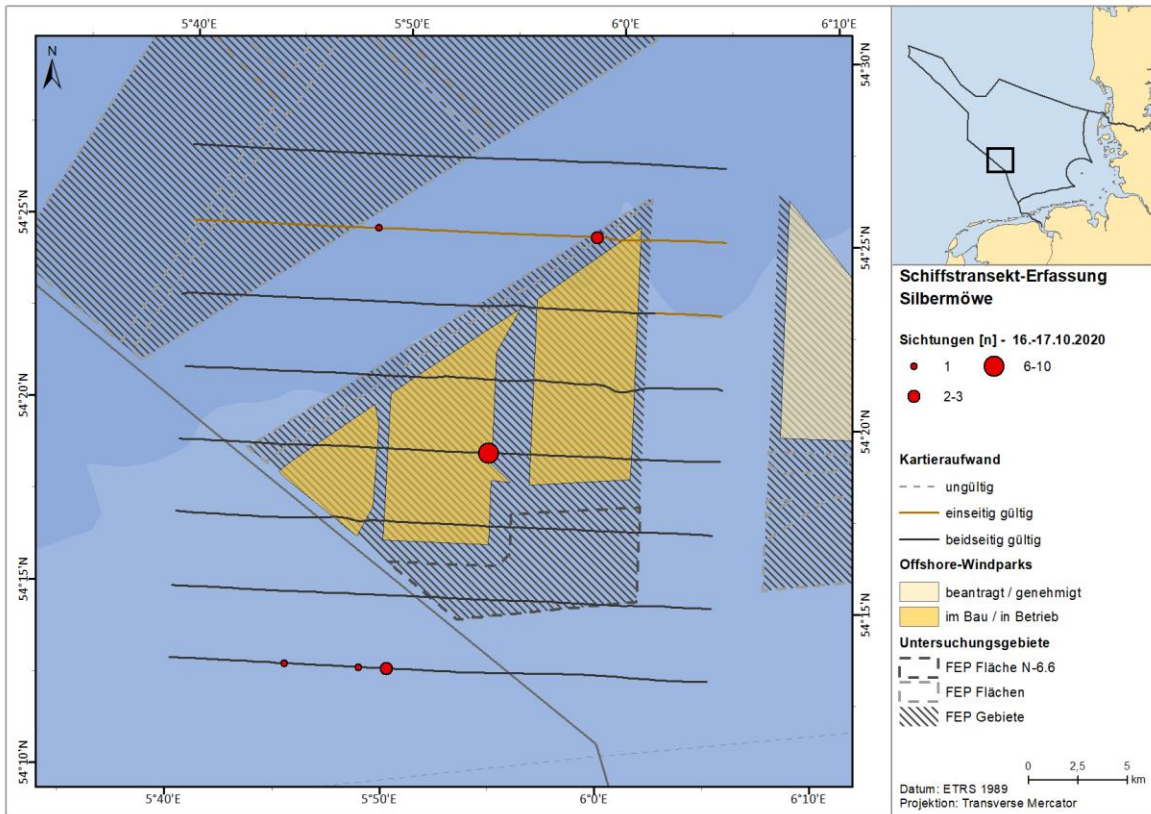 5°40'E 5°50'E 6°0'E 6°10'E
N
54°30'N
54°25'N
54°25'N
54°20'N
54°20'N
54°15'N
54°15'N
54°10'N
5°40'E 5°50'E 6°0'E 6°10'E
Schiffstransekt-Erfassung
Silbermöwe
Sichtungen [n] - 16.-17.10.2020
1 6-10
2-3
Kartieraufwand
ungültig
einseitig gültig
beidseitig gültig
Offshore-Windparks
beantragt / genehmigt
im Bau / in Betrieb
Untersuchungsgebiete
FEP Fläche N-6.6
FEP Flächen
FEP Gebiete
0 2,5 5
km
Datum: ETRS 1989
Projektion: Transverse Mercator